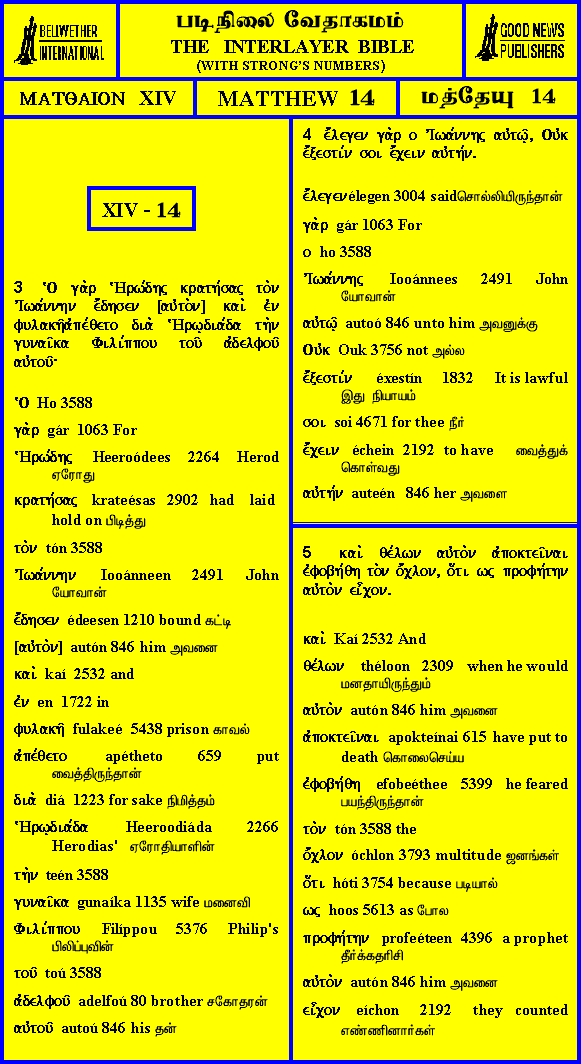 BELLWETHER
INTERNATIONAL
படிநிலை வேதாகமம்
THE INTERLAYER BIBLE
(WITH STRONG'S NUMBERS)
GOOD NEWS
PUBLISHERS
ΜΑΤΘΑΙΟΝ XIV
MATTHEW 14
மத்தேயு 14
XIV - 14
3 Ὁ γὰρ Ἡρώδης κρατήσας τὸν
Ἰωάννην ἔδησεν [αὐτὸν] καὶ ἐν
φυλακῆἀπέθετο διὰ Ἡρῳδιάδα τὴν
γυναῖκα Φιλίππου τοῦ ἀδελφοῦ
αὐτοῦ·
Ὁ Ho 3588
γὰρ gár 1063 For
Ἡρώδης Heeroódees 2264 Herod
ஏரோது
κρατήσας krateésas 2902 had laid
hold on பிடித்து
τὸν tón 3588
Ἰωάννην Iooánneen 2491 John
யோவான்
ἔδησεν édeesen 1210 bound கட்டி
[αὐτὸν] autón 846 him அவனை
καὶ kaí 2532 and
ἐν en 1722 in
φυλακῆ fulakeé 5438 prison காவல்
ἀπέθετο apétheto 659 put
வைத்திருந்தான்
διὰ diá 1223 for sake நிமித்தம்
Ἡρῳδιάδα Heeroodiáda 2266
Herodias' ஏரோதியாளின்
τὴν teén 3588
γυναῖκα gunaíka 1135 wife மனைவி
Φιλίππου Filíppou 5376 Philip's
பிலிப்புவின்
τοῦ toú 3588
ἀδελφοῦ adelfoú 80 brother சகோதரன்
αὐτοῦ autoú 846 his தன்
4 ἔλεγεν γὰρ ο Ἰωάννης αὐτῷ, Οὐκ
ἔξεστίν σοι ἔχειν αὐτήν.
ἔλεγενélegen 3004 saidசொல்லியிருந்தான்
γὰρ gár 1063 For
ο ho 3588
Ἰωάννης Iooánnees 2491 John
யோவான்
αὐτῷ autoó 846 unto him அவனுக்கு
Οὐκ Ouk 3756 not அல்ல
ἔξεστίν éxestín 1832 It is lawful
இது நியாயம்
σοι soi 4671 for thee நீர்
ἔχειν échein 2192 to have வைத்துக்
கொள்வது
αὐτήν auteén 846 her அவளை
5 καὶ θέλων αὐτὸν ἀποκτεῖναι
ἐφοβήθη τὸν ὄχλον, ὅτι ως προφήτην
αὐτὸν εἶχον.
καὶ Kaí 2532 And
θέλων théloon 2309 when he would
மனதாயிருந்தும்
αὐτὸν autón 846 him அவனை
ἀποκτεῖναι apokteínai 615 have put to
death கொலைசெய்ய
ἐφοβήθη efobeéthee 5399 he feared
பயந்திருந்தான்
τὸν tón 3588 the
ὄχλον óchlon 3793 multitude ஜனங்கள்
ὅτι hóti 3754 because படியால்
ως hoos 5613 as போல
προφήτην profeéteen 4396 a prophet
தீர்க்கதரிசி
αὐτὸν autón 846 him அவனை
εἶχον eíchon 2192 they counted
எண்ணினார்கள்